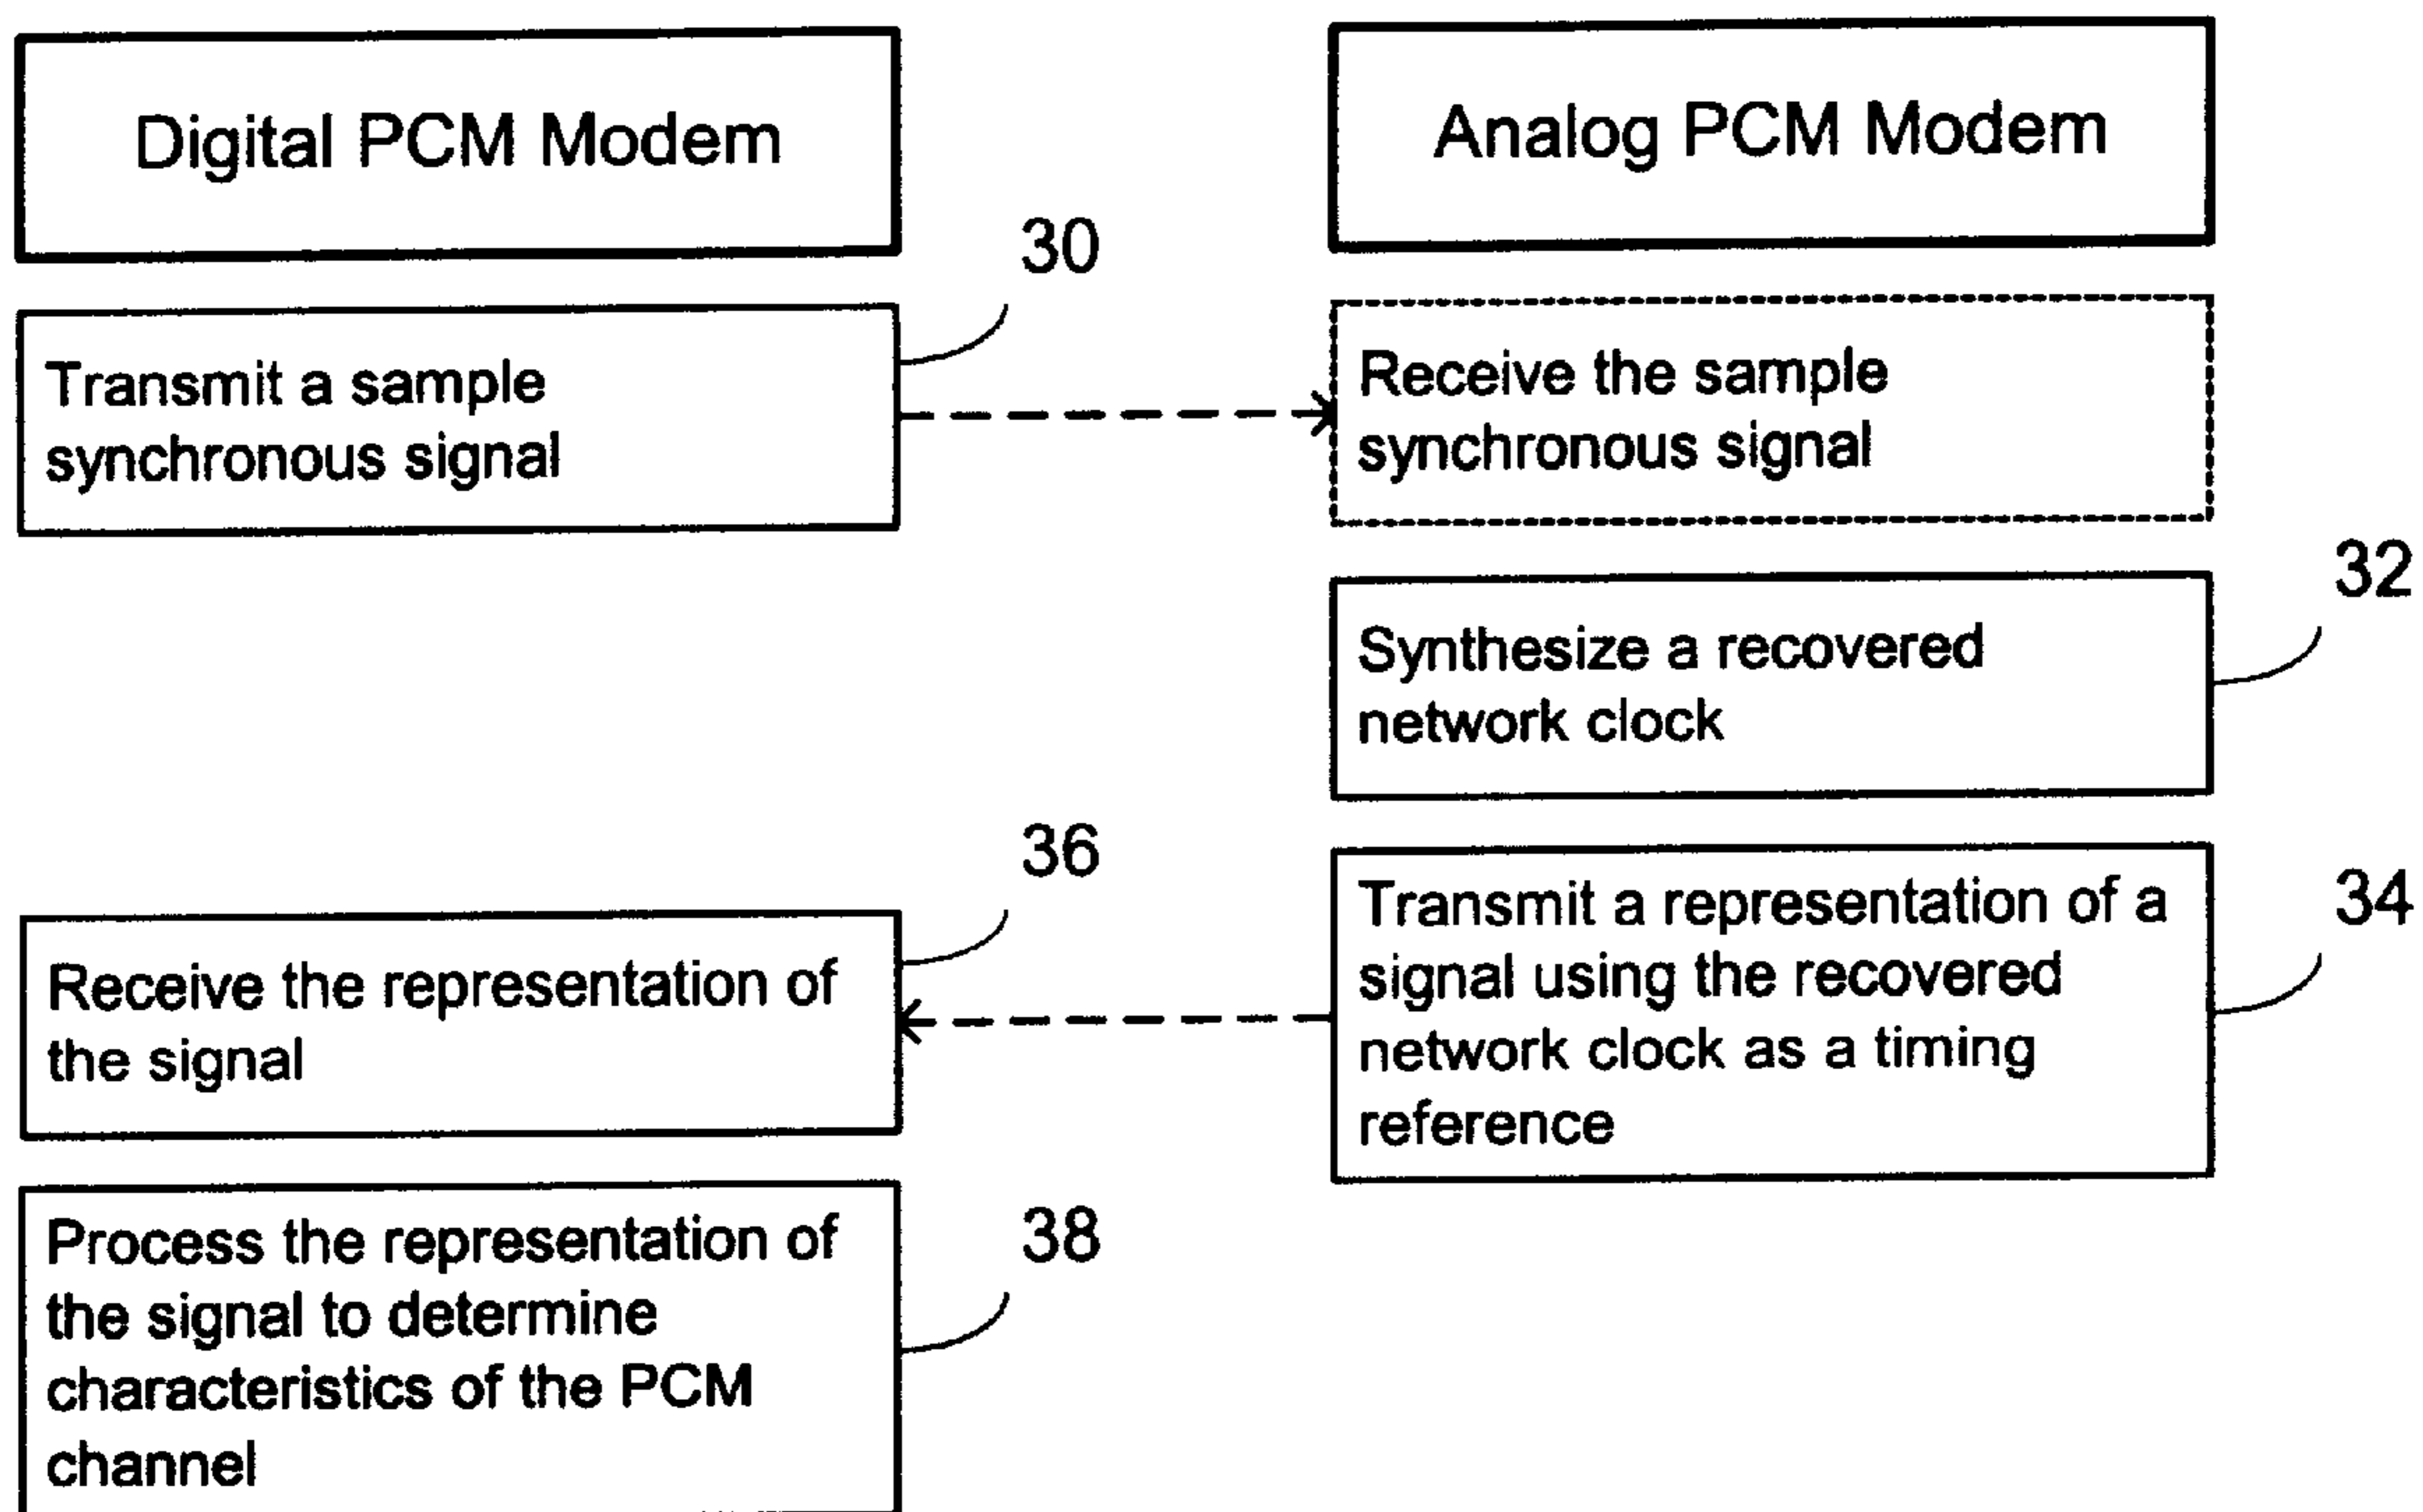 Digital PCM Modem
Analog PCM Modem
30
Transmit a sample
synchronous signal
Receive the sample
synchronous signal
32
Synthesize a recovered
network clock
36
Receive the representation of
the signal
34
Transmit a representation of a
signal using the recovered
network clock as a timing
reference
38
Process the representation of
the signal to determine
characteristics of the PCM
channel